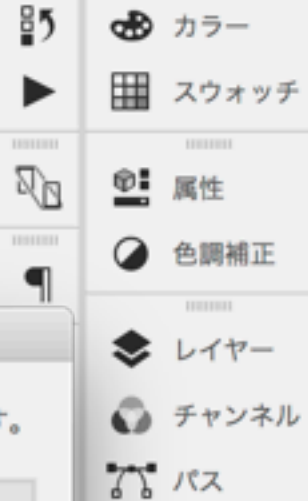 カラー
スウォッチ
属性
色調補正
レイヤー
チャンネル
パス
。